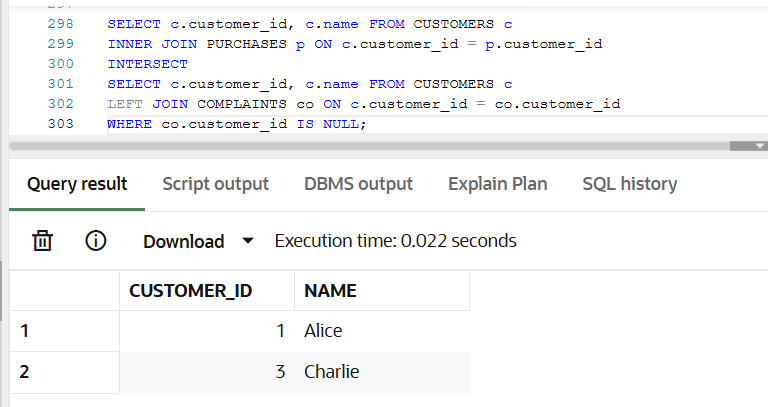 298 SELECT c.customer_id, c.name FROM CUSTOMERS c
299 INNER JOIN PURCHASES p ON c.customer_id = p.customer_id
300 INTERSECT
301 SELECT c.customer_id, c.name FROM CUSTOMERS c
302 LEFT JOIN COMPLAINTS co ON c.customer_id = co.customer_id
303 WHERE co.customer_id IS NULL;
Query result Script output DBMS output Explain Plan SQL history
Download Execution time: 0.022 seconds
CUSTOMER_ID NAME
1 1 Alice
2 3 Charlie